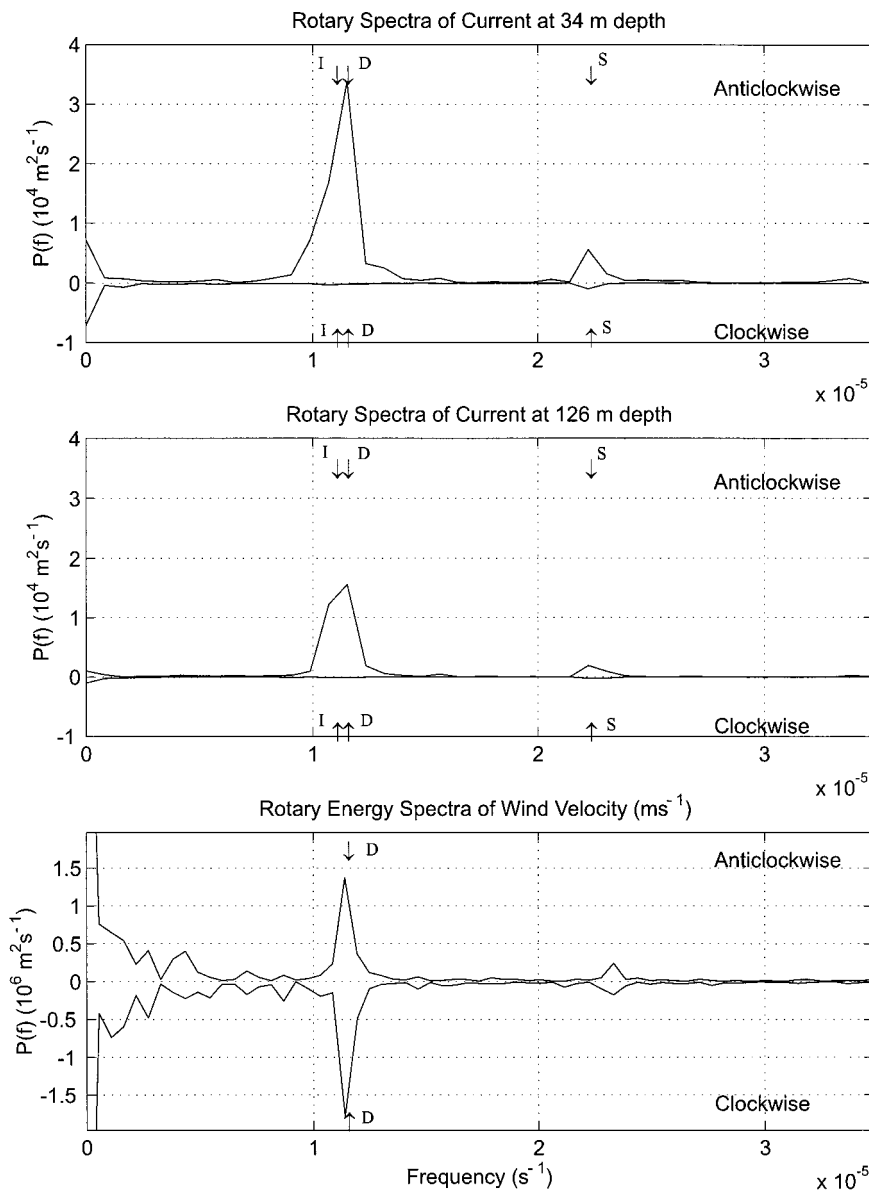 Rotary Spectra of Current at 34 m depth
4
3
2
1
0
-1
P(f) (10⁴ m²s⁻¹)
I D S
Anticlockwise
I D S
Clockwise
0 1 2 3
x 10⁻⁵
Rotary Spectra of Current at 126 m depth
4
3
2
1
0
-1
P(f) (10⁴ m²s⁻¹)
I D S
Anticlockwise
I D S
Clockwise
0 1 2 3
x 10⁻⁵
Rotary Energy Spectra of Wind Velocity (ms⁻¹)
1.5
1
0.5
0
-0.5
-1
-1.5
P(f) (10⁶ m²s⁻¹)
D
Anticlockwise
D
Clockwise
0 1 2 3
Frequency (s⁻¹)
x 10⁻⁵